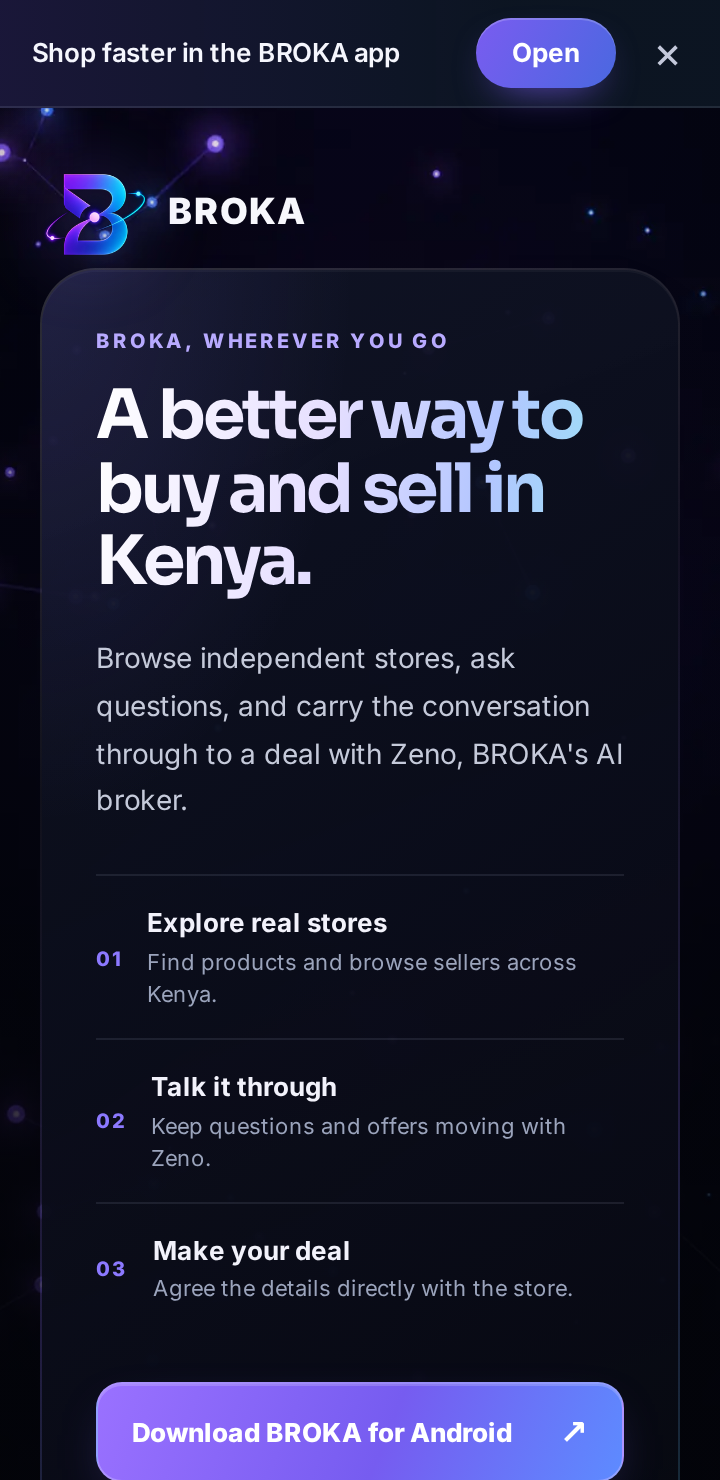 Shop faster in the BROKA app
Open
×
BROKA
BROKA, WHEREVER YOU GO
A better way to
buy and sell in
Kenya.
Browse independent stores, ask
questions, and carry the conversation
through to a deal with Zeno, BROKA's AI
broker.
01
Explore real stores
Find products and browse sellers across
Kenya.
02
Talk it through
Keep questions and offers moving with
Zeno.
03
Make your deal
Agree the details directly with the store.
Download BROKA for Android ↗